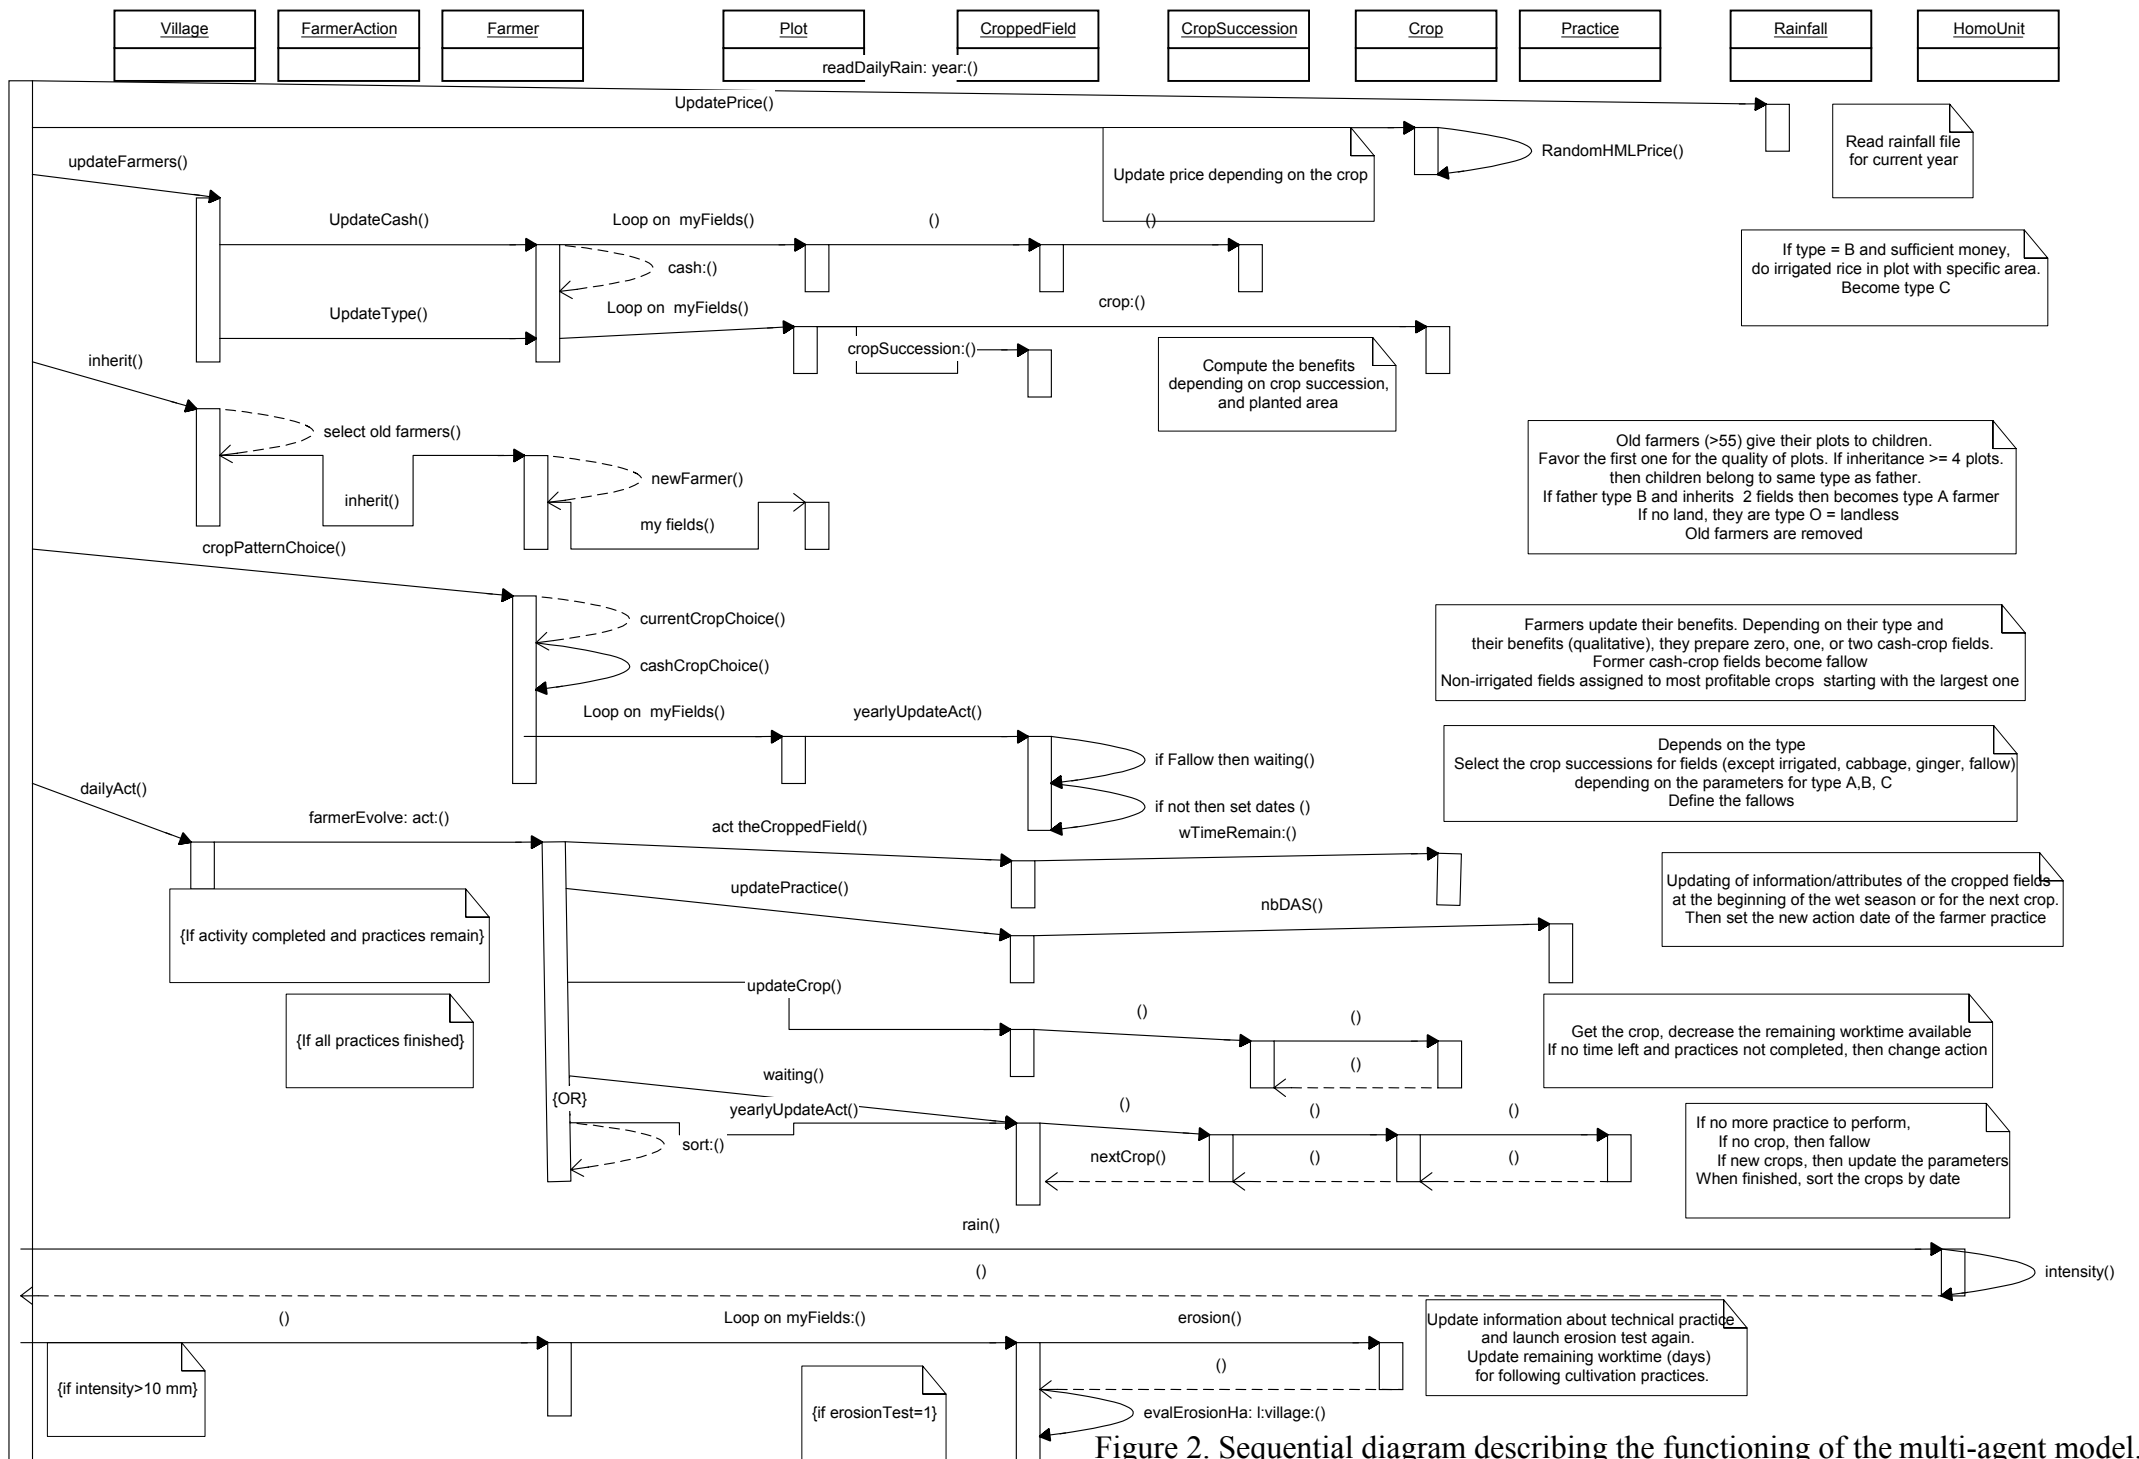 Village
FarmerAction
Farmer
Plot
CroppedField
CropSuccession
Crop
Practice
Rainfall
HomoUnit
readDailyRain: year:()
UpdatePrice()
Read rainfall file
for current year
RandomHMLPrice()
updateFarmers()
Update price depending on the crop
UpdateCash()
Loop on  myFields()
()
()
If type = B and sufficient money,
do irrigated rice in plot with specific area.
Become type C
cash:()
UpdateType()
Loop on  myFields()
crop:()
cropSuccession:()
inherit()
Compute the benefits
depending on crop succession,
and planted area
select old farmers()
Old farmers (>55) give their plots to children.
Favor the first one for the quality of plots. If inheritance >= 4 plots.
then children belong to same type as father.
If father type B and inherits  2 fields then becomes type A farmer
If no land, they are type O = landless
Old farmers are removed
newFarmer()
inherit()
my fields()
cropPatternChoice()
currentCropChoice()
cashCropChoice()
Farmers update their benefits. Depending on their type and
their benefits (qualitative), they prepare zero, one, or two cash-crop fields.
Former cash-crop fields become fallow
Non-irrigated fields assigned to most profitable crops  starting with the largest one
Loop on  myFields()
yearlyUpdateAct()
if Fallow then waiting()
if not then set dates ()
Depends on the type
Select the crop successions for fields (except irrigated, cabbage, ginger, fallow)
depending on the parameters for type A,B, C
Define the fallows
dailyAct()
farmerEvolve: act:()
act theCroppedField()
wTimeRemain:()
updatePractice()
nbDAS()
Updating of information/attributes of the cropped fields
at the beginning of the wet season or for the next crop.
Then set the new action date of the farmer practice
{If activity completed and practices remain}
updateCrop()
()
()
()
{If all practices finished}
Get the crop, decrease the remaining worktime available
If no time left and practices not completed, then change action
waiting()
{OR}
yearlyUpdateAct()
()
()
()
sort:()
nextCrop()
()
()
If no more practice to perform,
If no crop, then fallow
If new crops, then update the parameters
When finished, sort the crops by date
rain()
()
intensity()
()
Loop on myFields:()
erosion()
()
Update information about technical practice
and launch erosion test again.
Update remaining worktime (days)
for following cultivation practices.
{if intensity>10 mm}
{if erosionTest=1}
evalErosionHa: l:village:()
Figure 2. Sequential diagram describing the functioning of the multi-agent model.